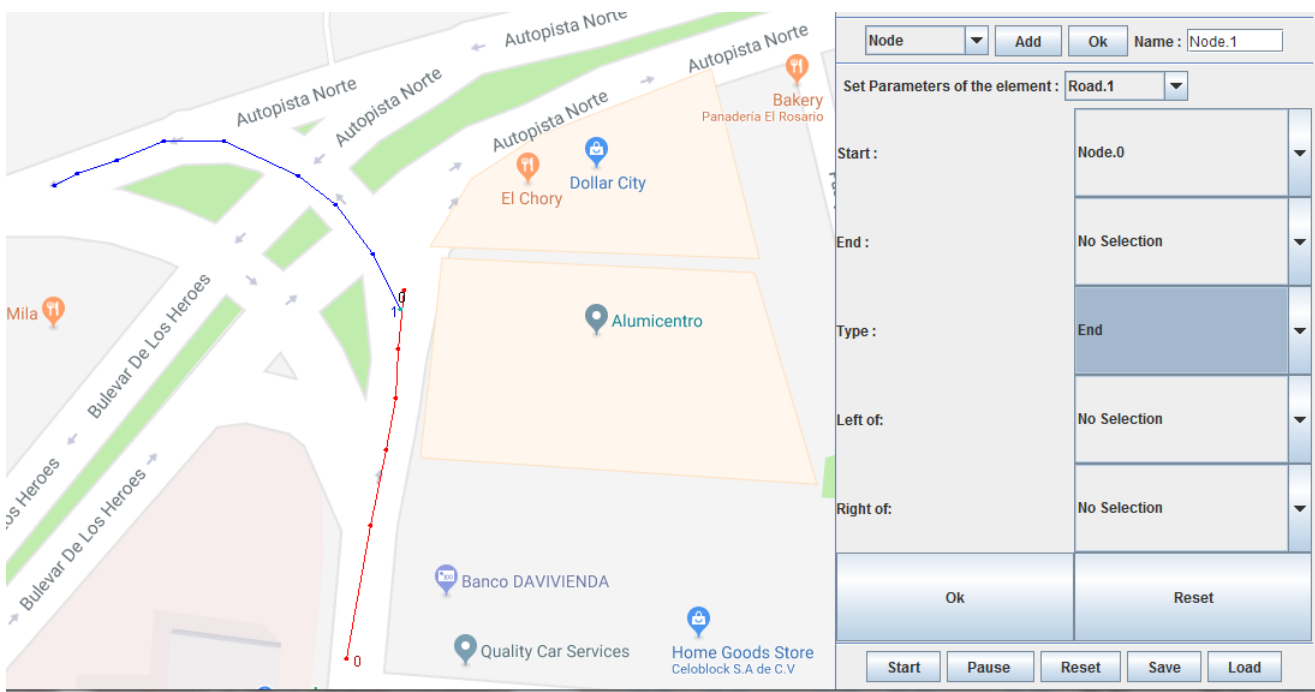 Autopista Norte
Autopista Norte
Autopista Norte
Autopista Norte
Autopista Norte
Bakery
Panadería El Rosario
Dollar City
El Chory
Mila
Alumicentro
Bulevar De Los Heroes
os Heroes
Bulevar De Los Heroes
0
1
0
Banco DAVIVIENDA
Quality Car Services
Home Goods Store
Celoblock S.A de C.V
Node
Add
Ok
Name : Node.1
Set Parameters of the element : Road.1
Start : Node.0
End : No Selection
Type : End
Left of: No Selection
Right of: No Selection
Ok
Reset
Start
Pause
Reset
Save
Load